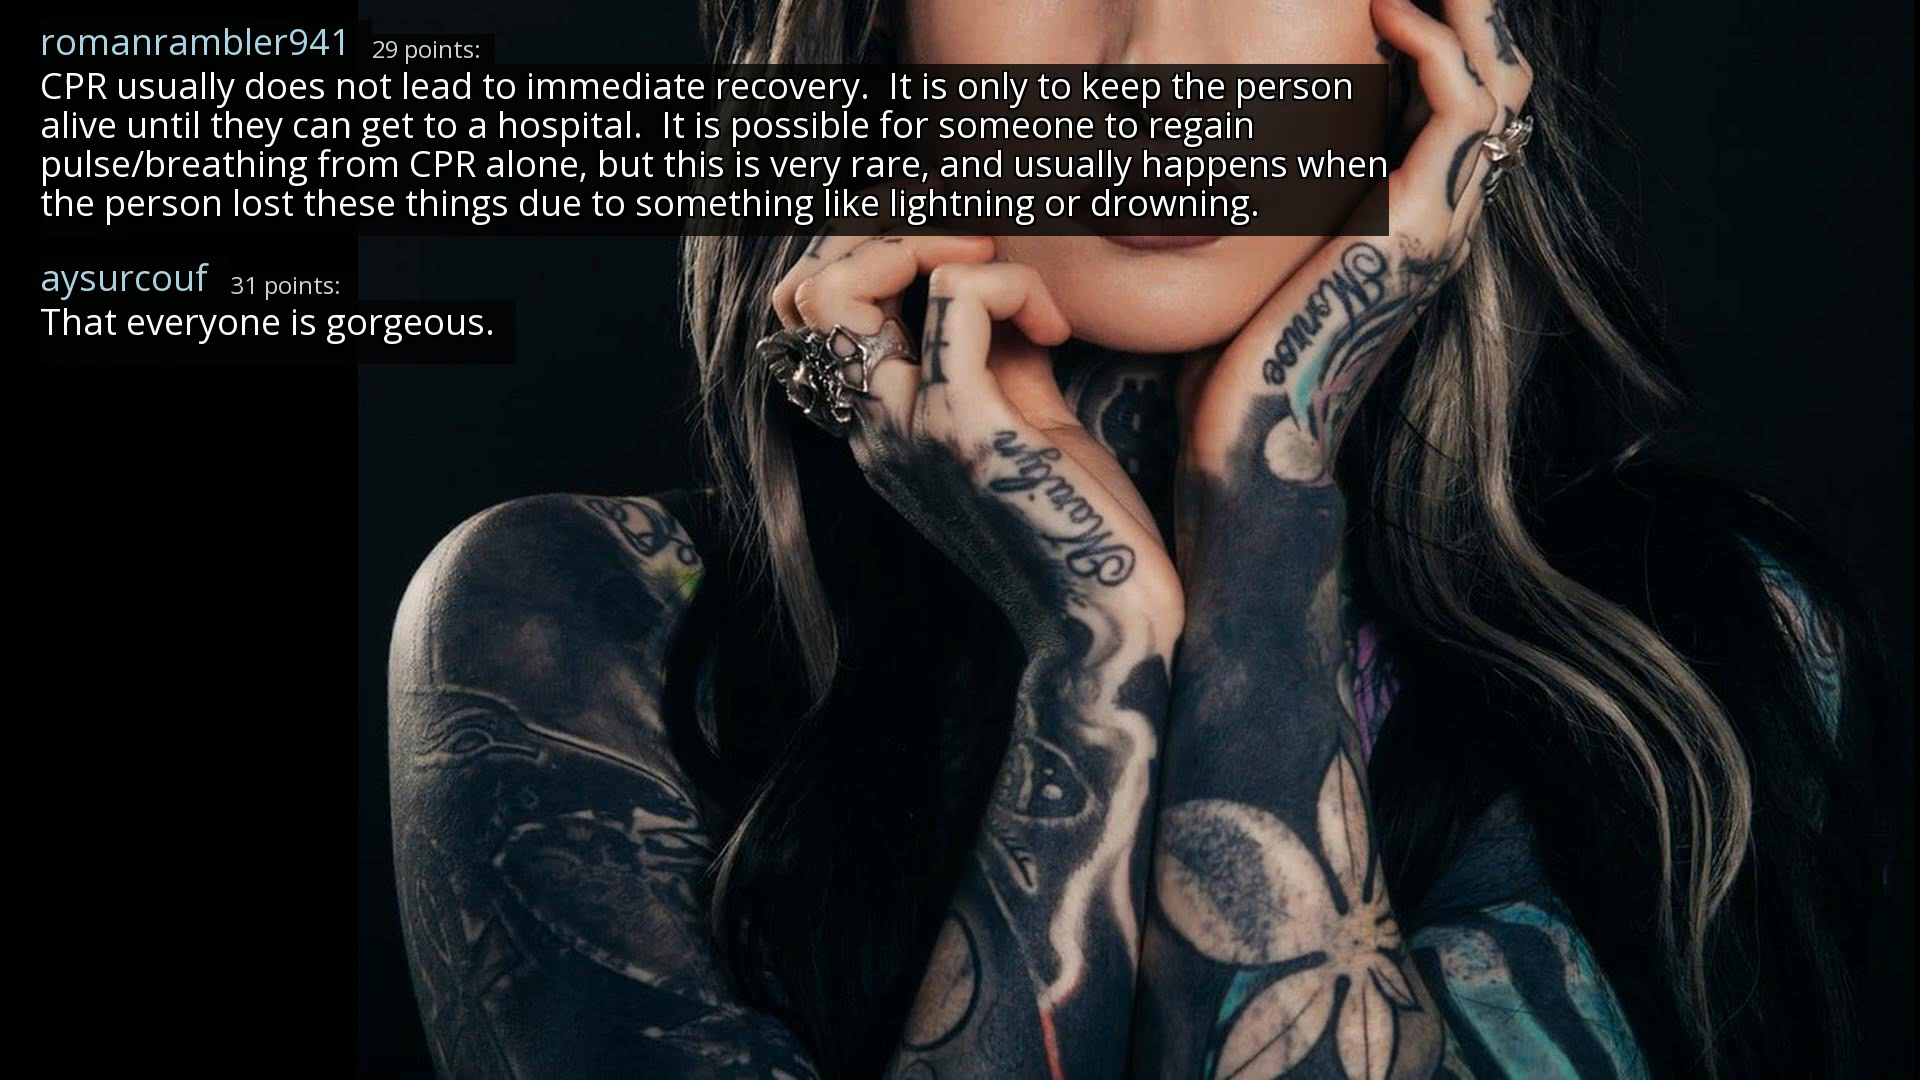 romanrambler941 29 points:
CPR usually does not lead to immediate recovery.  It is only to keep the person
alive until they can get to a hospital.  It is possible for someone to regain
pulse/breathing from CPR alone, but this is very rare, and usually happens when
the person lost these things due to something like lightning or drowning.
aysurcouf 31 points:
That everyone is gorgeous.
Monroe
Marilyn